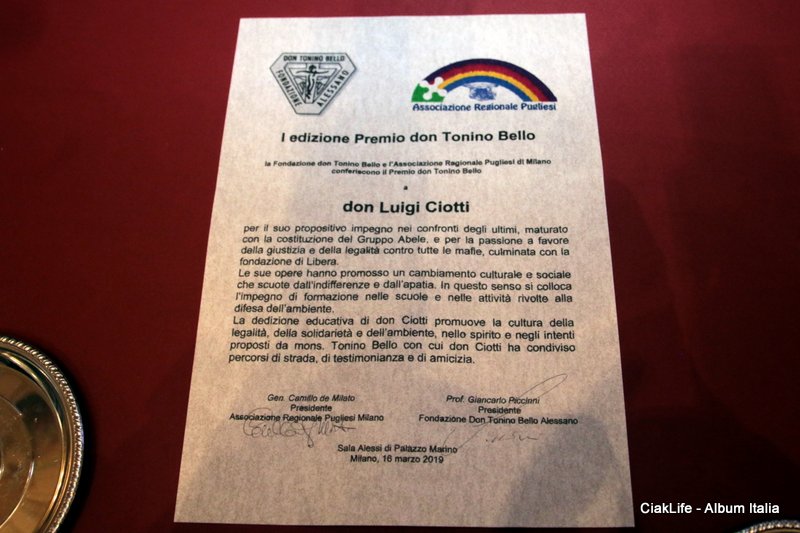 DON TONINO BELLO
FONDAZIONE
ALESSANO
Associazione Regionale Pugliesi
I edizione Premio don Tonino Bello
la Fondazione don Tonino Bello e l'Associazione Regionale Pugliesi di Milano
conferiscono il Premio don Tonino Bello
a
don Luigi Ciotti
per il suo propositivo impegno nei confronti degli ultimi, maturato
con la costituzione del Gruppo Abele, e per la passione a favore
della giustizia e della legalità contro tutte le mafie, culminata con la
fondazione di Libera.
Le sue opere hanno promosso un cambiamento culturale e sociale
che scuote dall'indifferenza e dall'apatia. In questo senso si colloca
l'impegno di formazione nelle scuole e nelle attività rivolte alla
difesa dell'ambiente.
La dedizione educativa di don Ciotti promuove la cultura della
legalità, della solidarietà e dell'ambiente, nello spirito e negli intenti
proposti da mons. Tonino Bello con cui don Ciotti ha condiviso
percorsi di strada, di testimonianza e di amicizia.
Gen. Camillo de Milato
Presidente
Associazione Regionale Pugliesi Milano
Prof. Giancarlo Piccinni
Presidente
Fondazione Don Tonino Bello Alessano
Sala Alessi di Palazzo Marino
Milano, 16 marzo 2019
CiakLife - Album Italia